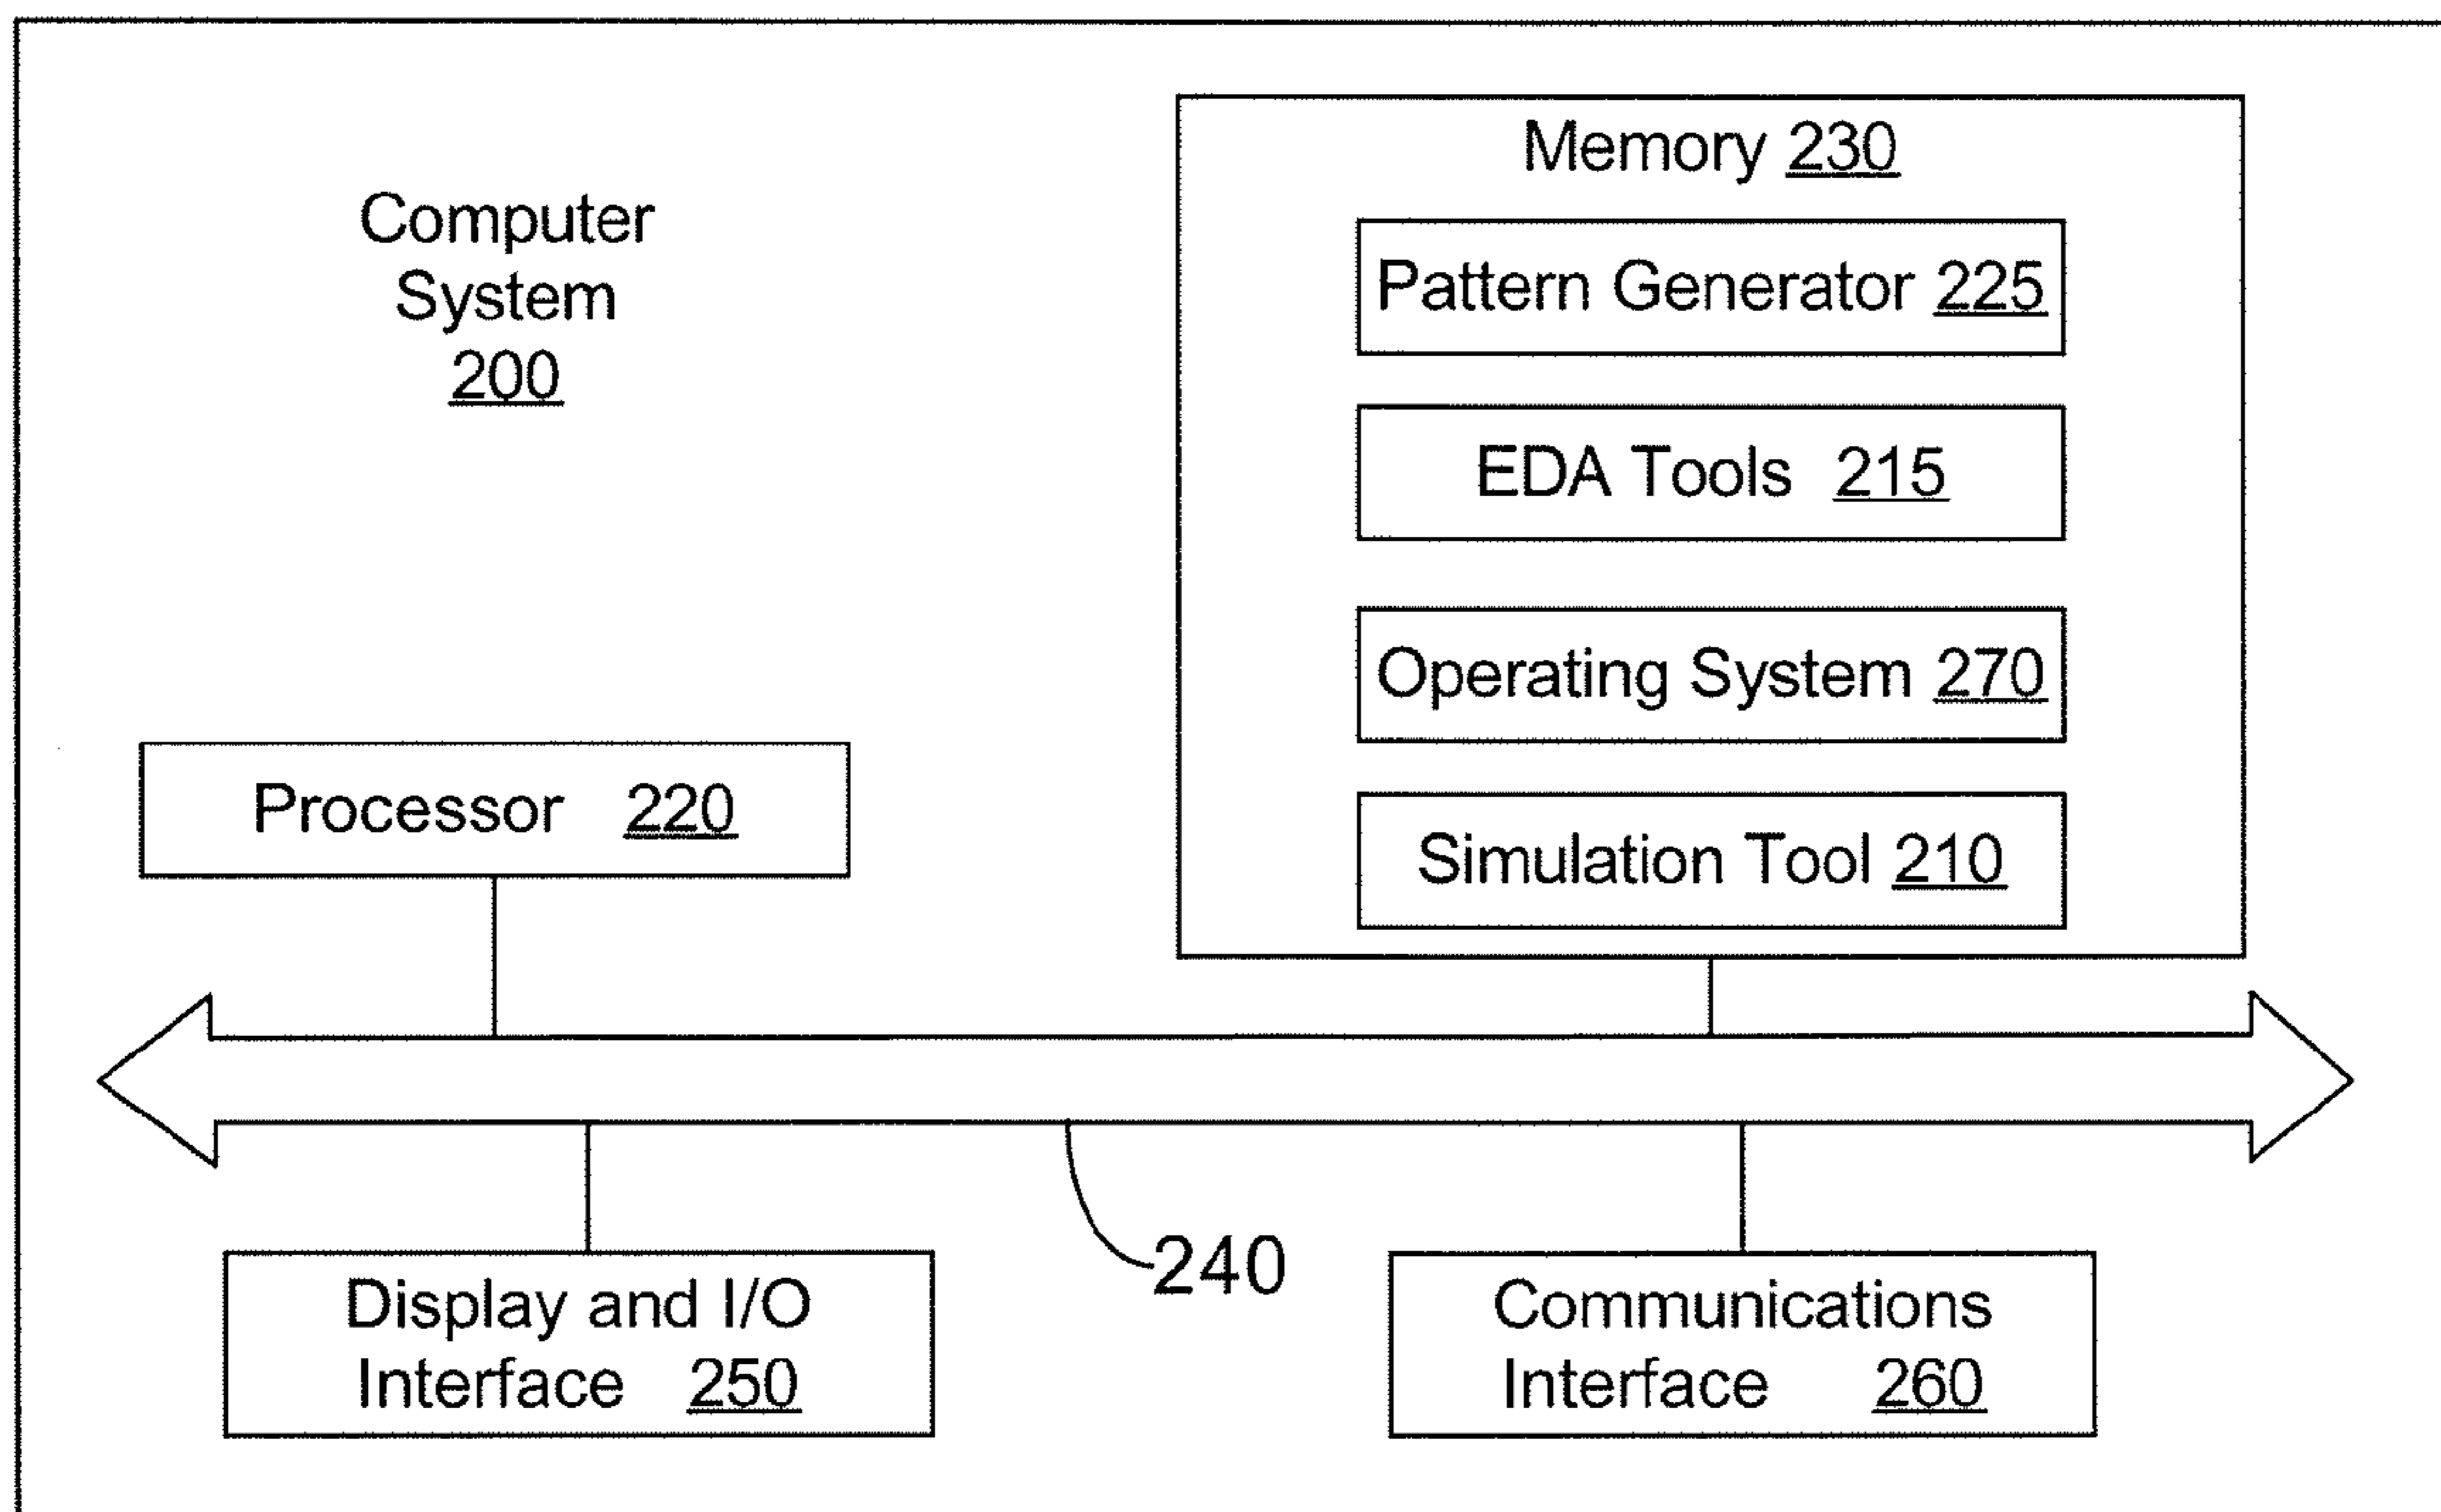 Computer
System
200
Memory 230
Pattern Generator 225
EDA Tools 215
Operating System 270
Simulation Tool 210
Processor 220
240
Display and I/O
Interface 250
Communications
Interface 260